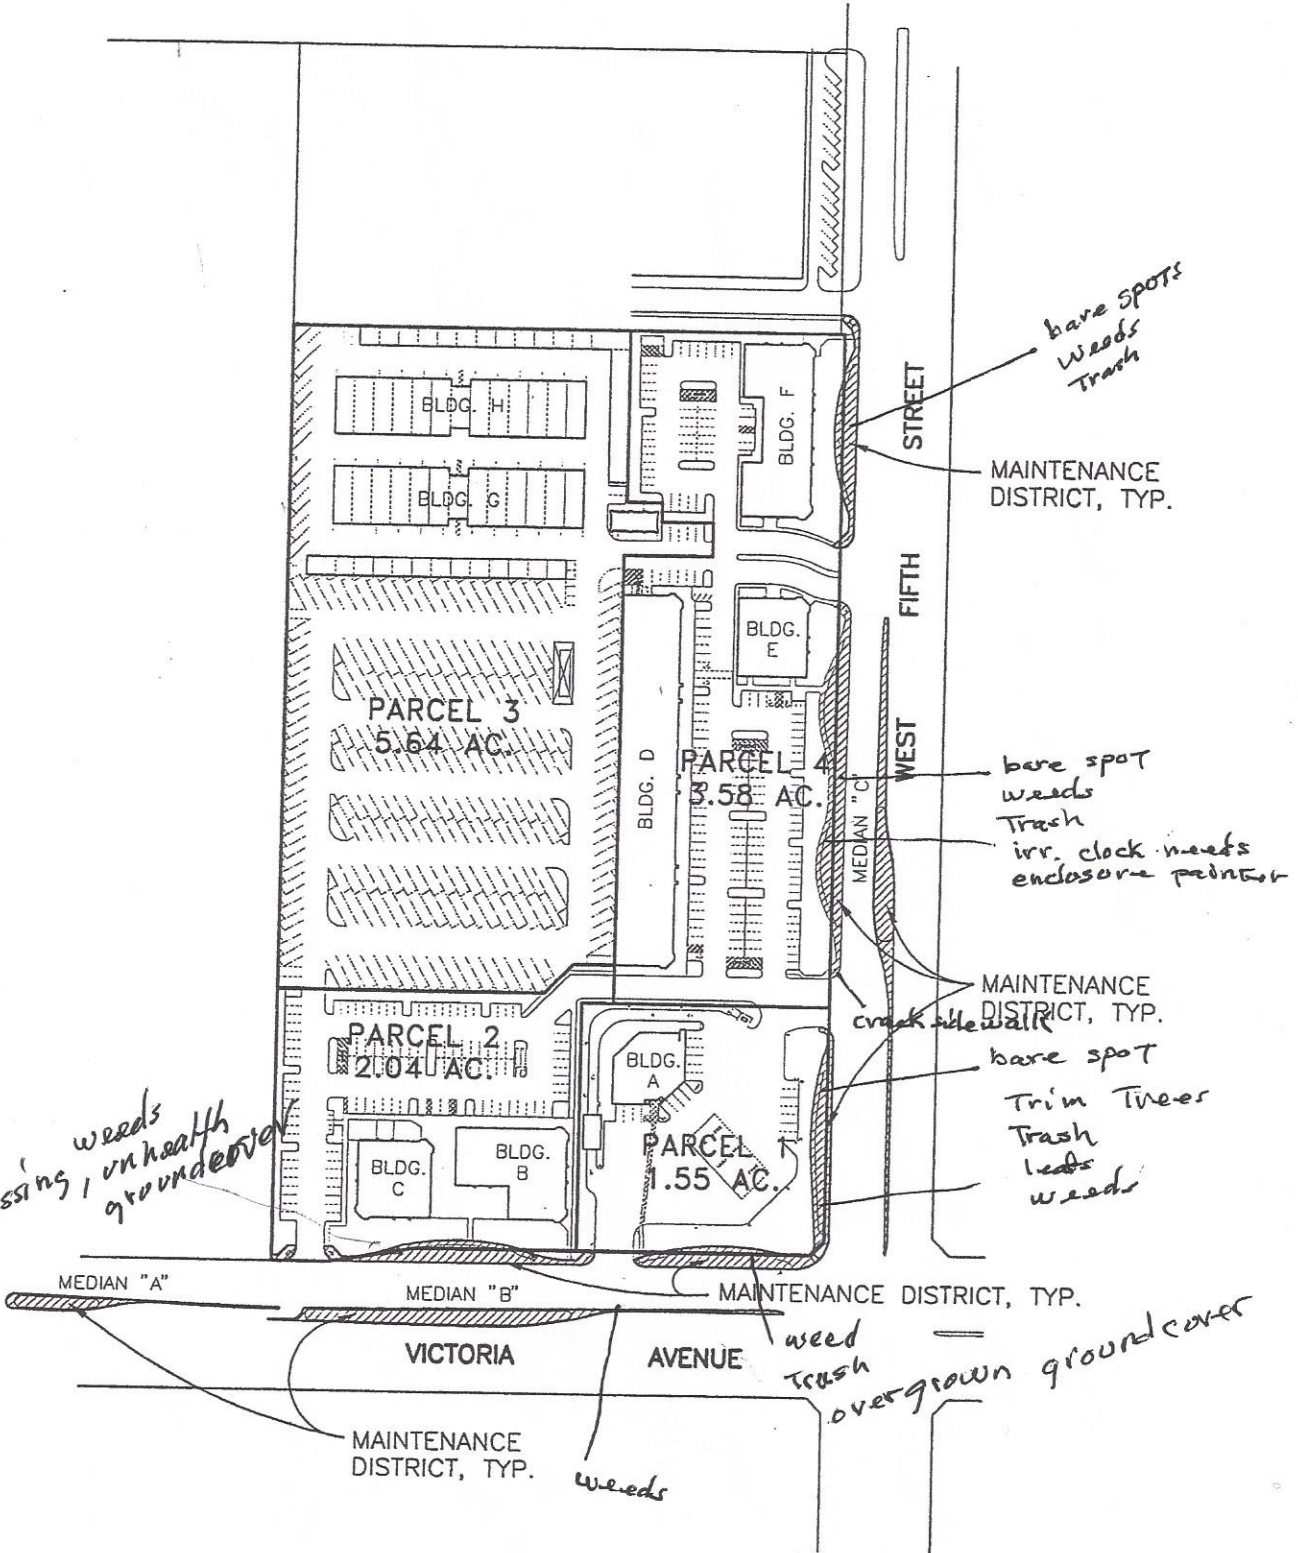 bare spots
weeds
Trash
STREET
MAINTENANCE
DISTRICT, TYP.
BLDG. H
BLDG. F
BLDG. G
FIFTH
BLDG.
E
PARCEL 3
5.64 AC.
WEST
BLDG. D
PARCEL 4
3.58 AC.
MEDIAN "C"
bare spot
weeds
Trash
irr. clock needs
enclosure
MAINTENANCE
DISTRICT, TYP.
crack sidewalk
PARCEL 2
2.04 AC.
BLDG.
A
bare spot
Trim Trees
Trash
weeds
weeds
ssing, unhealth
groundcover
BLDG.
C
BLDG.
B
PARCEL 1
1.55 AC.
MEDIAN "A"
MEDIAN "B"
MAINTENANCE DISTRICT, TYP.
VICTORIA AVENUE
weed
Trash
overgrown groundcover
MAINTENANCE
DISTRICT, TYP.
weeds